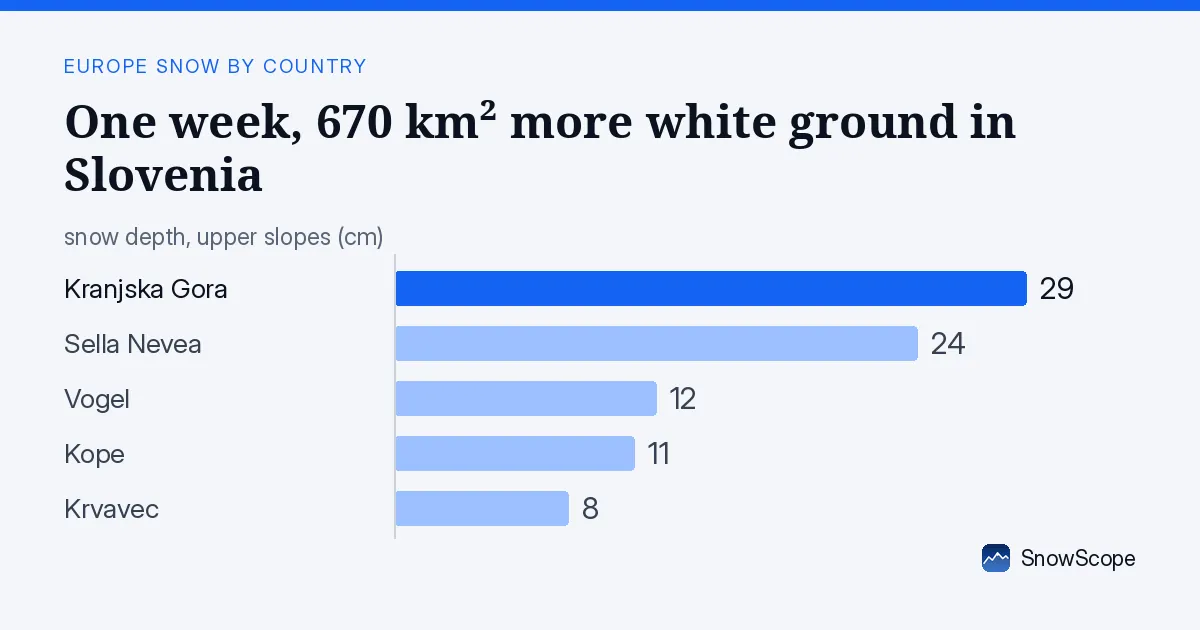 EUROPE SNOW BY COUNTRY
One week, 670 km² more white ground in
Slovenia
snow depth, upper slopes (cm)
Kranjska Gora 29
Sella Nevea 24
Vogel 12
Kope 11
Krvavec 8
SnowScope